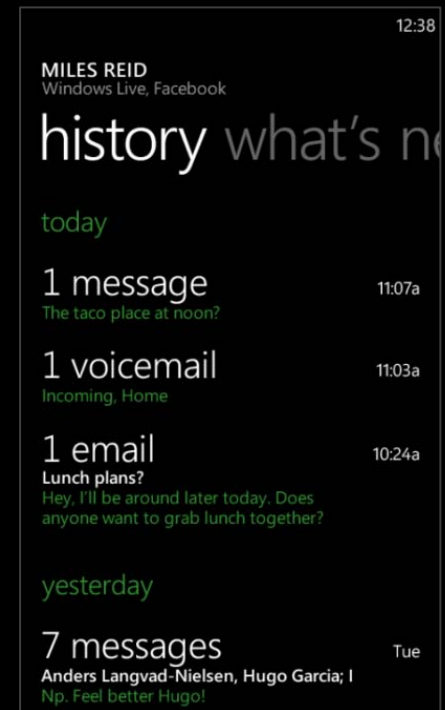 12:38
MILES REID
Windows Live, Facebook
history what's ne
today
1 message 11:07a
The taco place at noon?
1 voicemail 11:03a
Incoming, Home
1 email 10:24a
Lunch plans?
Hey, I'll be around later today. Does
anyone want to grab lunch together?
yesterday
7 messages Tue
Anders Langvad-Nielsen, Hugo Garcia; I
Np. Feel better Hugo!